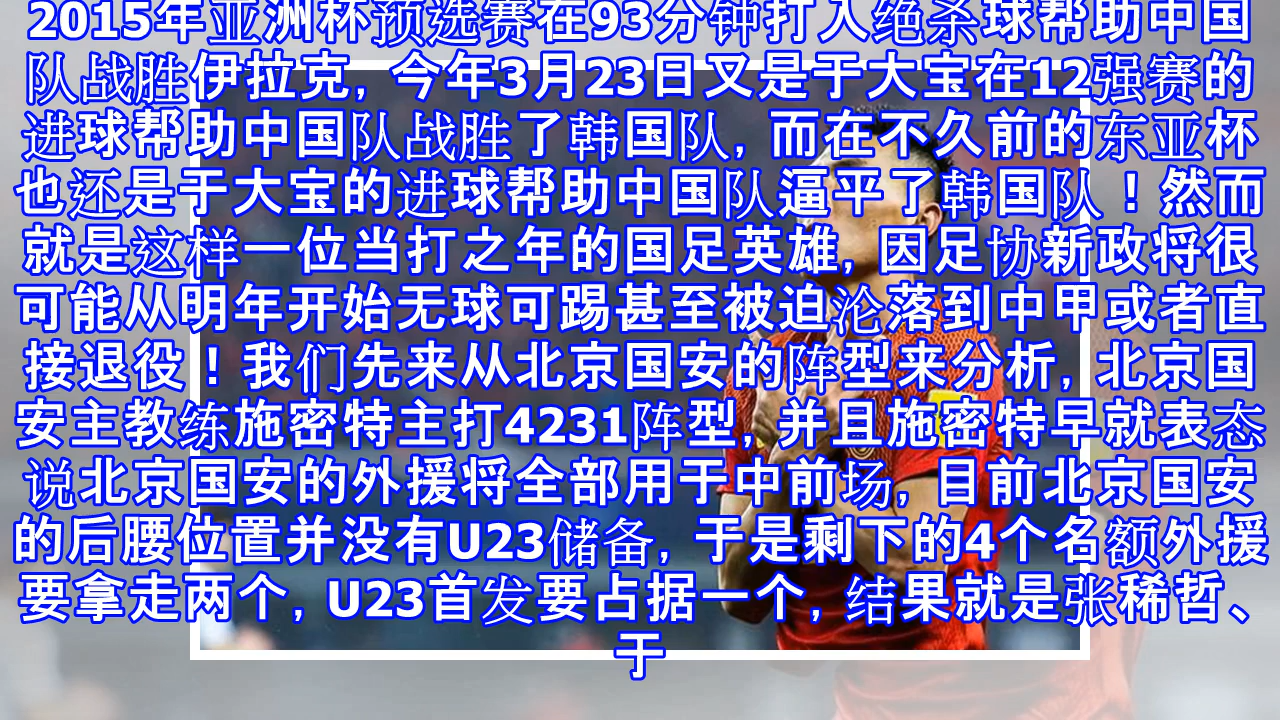 2015年亚洲杯预选赛在93分钟打入绝杀球帮助中国
队战胜伊拉克, 今年3月23日又是于大宝在12强赛的
进球帮助中国队战胜了韩国队, 而在不久前的东亚杯
也还是于大宝的进球帮助中国队逼平了韩国队！然而
就是这样一位当打之年的国足英雄, 因足协新政将很
可能从明年开始无球可踢甚至被迫沦落到中甲或者直
接退役！我们先来从北京国安的阵型来分析, 北京国
安主教练施密特主打4231阵型, 并且施密特早就表态
说北京国安的外援将全部用于中前场, 目前北京国安
的后腰位置并没有U23储备, 于是剩下的4个名额外援
要拿走两个, U23首发要占据一个, 结果就是张稀哲、
于